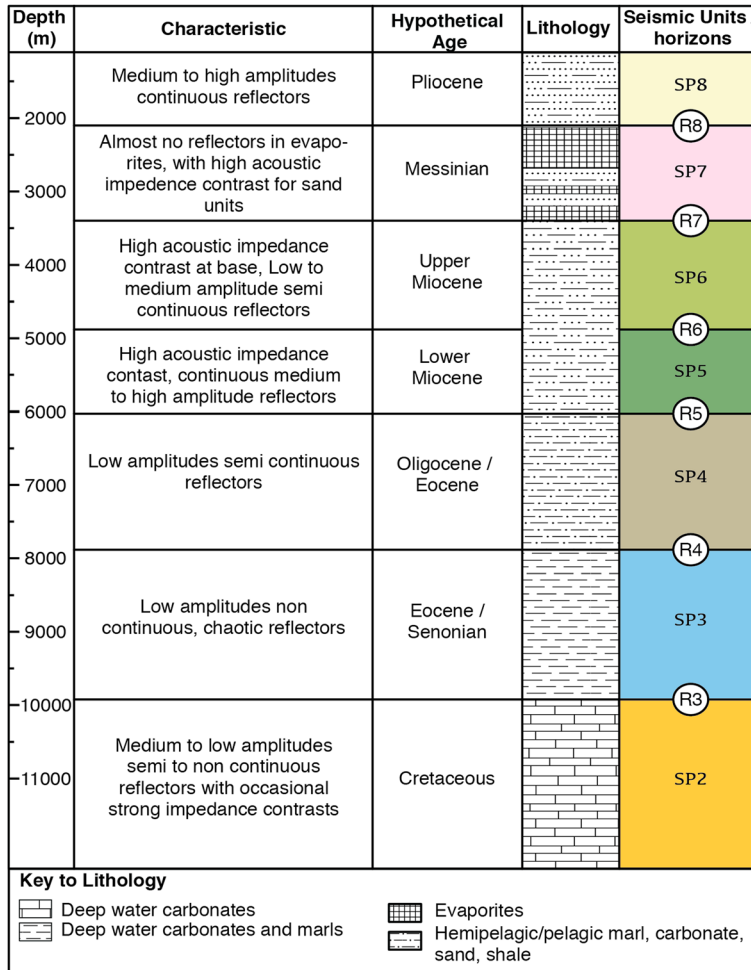 Depth
(m)
Characteristic
Hypothetical
Age
Lithology
Seismic Units
horizons
Medium to high amplitudes
continuous reflectors
Pliocene
SP8
2000
R8
Almost no reflectors in evapo-
rites, with high acoustic
impedence contrast for sand
units
Messinian
SP7
3000
R7
High acoustic impedance
contrast at base, Low to
medium amplitude semi
continuous reflectors
Upper
Miocene
SP6
4000
5000
R6
High acoustic impedance
contast, continuous medium
to high amplitude reflectors
Lower
Miocene
SP5
6000
R5
Low amplitudes semi continuous
reflectors
Oligocene /
Eocene
SP4
7000
8000
R4
Low amplitudes non
continuous, chaotic reflectors
Eocene /
Senonian
SP3
9000
10000
R3
Medium to low amplitudes
semi to non continuous
reflectors with occasional
strong impedance contrasts
Cretaceous
SP2
11000
Key to Lithology
Deep water carbonates
Deep water carbonates and marls
Evaporites
Hemipelagic/pelagic marl, carbonate,
sand, shale